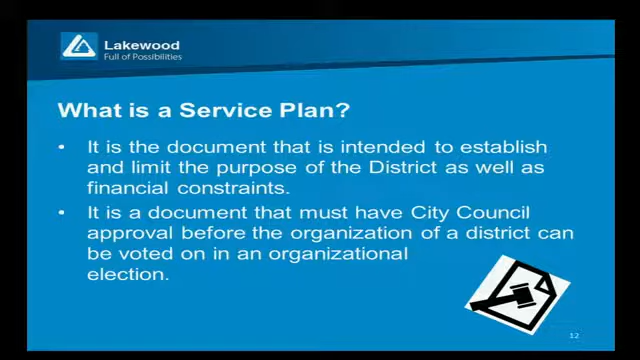 Lakewood
Full of Possibilities
What is a Service Plan?
• It is the document that is intended to establish
and limit the purpose of the District as well as
financial constraints.
• It is a document that must have City Council
approval before the organization of a district can
be voted on in an organizational
election.
12